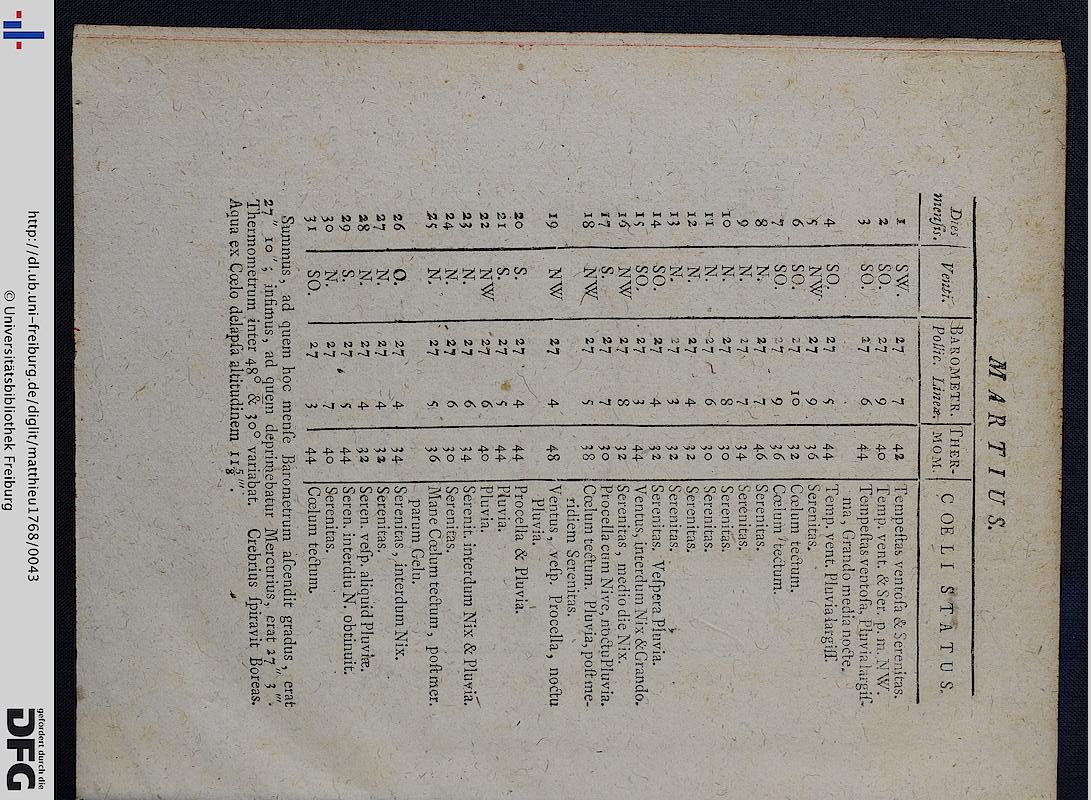 MARTIUS.
Dies menſis. Venti. BAROMETR. Pollic. Lineæ. THERMOM. COELI STATUS.
1 SW. 27 7 42 Tempeſtas ventoſa & Serenitas.
2 SO. 27 9 40 Temp. vent. & Ser. p. m. NW.
3 SO. 27 6 44 Tempeſtas ventoſa, Pluvia largiſ-
ma, Grando media nocte.
4 SO. 27 5 44 Temp. vent. Pluvia largiſſ.
5 NW 27 9 36 Serenitas.
6 SO. 27 10 32 Cœlum tectum.
7 SO. 27 9 36 Cœlum tectum.
8 N. 27 7 46 Serenitas.
9 N. 27 7 34 Serenitas.
10 N. 27 8 30 Serenitas.
11 N. 27 6 30 Serenitas.
12 N. 27 4 32 Serenitas.
13 N. 27 3 32 Serenitas.
14 SO. 27 4 32 Serenitas. Veſpera Pluvia.
15 SO. 27 3 44 Ventus, interdum Nix & Grando.
16 NW 27 8 32 Serenitas, medio die Nix.
17 S. 27 7 30 Procella cum Nive, noctu Pluvia.
18 NW 27 5 38 Cœlum tectum. Pluvia, poſt me-
ridiem Serenitas.
19 NW 27 4 48 Ventus, veſp. Procella, noctu
Pluvia.
20 S. 27 4 44 Procella & Pluvia.
21 S. 27 5 44 Pluvia.
22 NW 27 6 40 Pluvia.
23 N. 27 6 34 Serenit. interdum Nix & Pluvia.
24 N. 27 6 30 Serenitas.
25 N. 27 5 36 Mane Cœlum tectum, poſt mer.
parum Gelu.
26 O. 27 4 34 Serenitas, interdum Nix.
27 N. 27 4 32 Serenitas.
28 N. 27 4 32 Seren. veſp. aliquid Pluviæ.
29 S. 27 5 44 Seren. interdiu N. obtinuit.
30 N. 27 7 40 Serenitas.
31 SO. 27 3 44 Cœlum tectum.
Summus, ad quem hoc menſe Barometrum aſcendit gradus, erat
27″ 10‴; infimus, ad quem deprimebatur Mercurius, erat 27″ 3‴.
Thermometrum inter 48° & 30° variabat. Crebrius ſpiravit Boreas.
Aqua ex Cœlo delapſa altitudinem 11 5/8‴.
http://dl.ub.uni-freiburg.de/diglit/matthieu1768/0043
© Universitätsbibliothek Freiburg
gefördert durch die
DFG